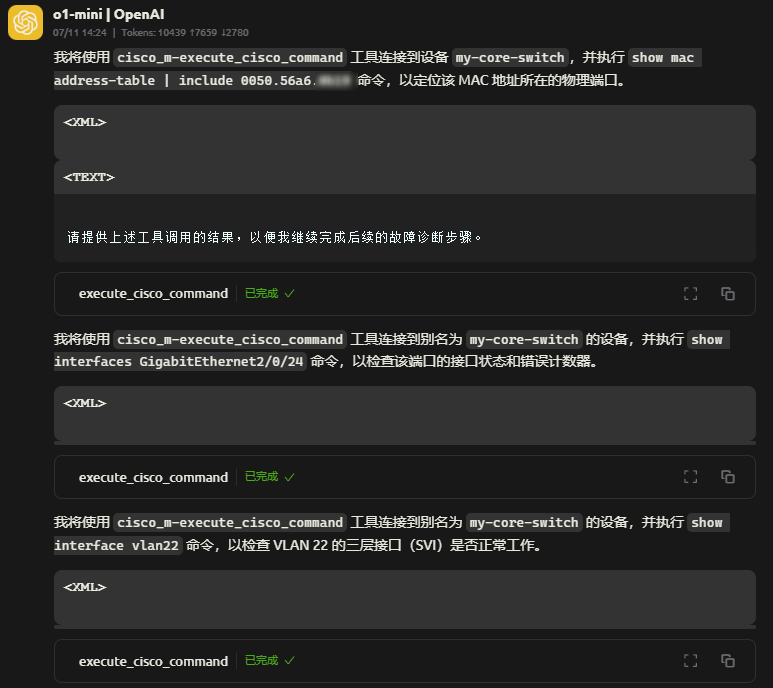 o1-mini | OpenAI
07/11 14:24 | Tokens: 10439 ↑7659 ↓2780
我将使用 cisco_m-execute_cisco_command 工具连接到设备 my-core-switch，并执行 show mac
address-table | include 0050.56a6. 命令，以定位该 MAC 地址所在的物理端口。
<XML>
<TEXT>
请提供上述工具调用的结果，以便我继续完成后续的故障诊断步骤。
execute_cisco_command 已完成 ✓
我将使用 cisco_m-execute_cisco_command 工具连接到别名为 my-core-switch 的设备，并执行 show
interfaces GigabitEthernet2/0/24 命令，以检查该端口的接口状态和错误计数器。
<XML>
execute_cisco_command 已完成 ✓
我将使用 cisco_m-execute_cisco_command 工具连接到别名为 my-core-switch 的设备，并执行 show
interface vlan22 命令，以检查 VLAN 22 的三层接口（SVI）是否正常工作。
<XML>
execute_cisco_command 已完成 ✓